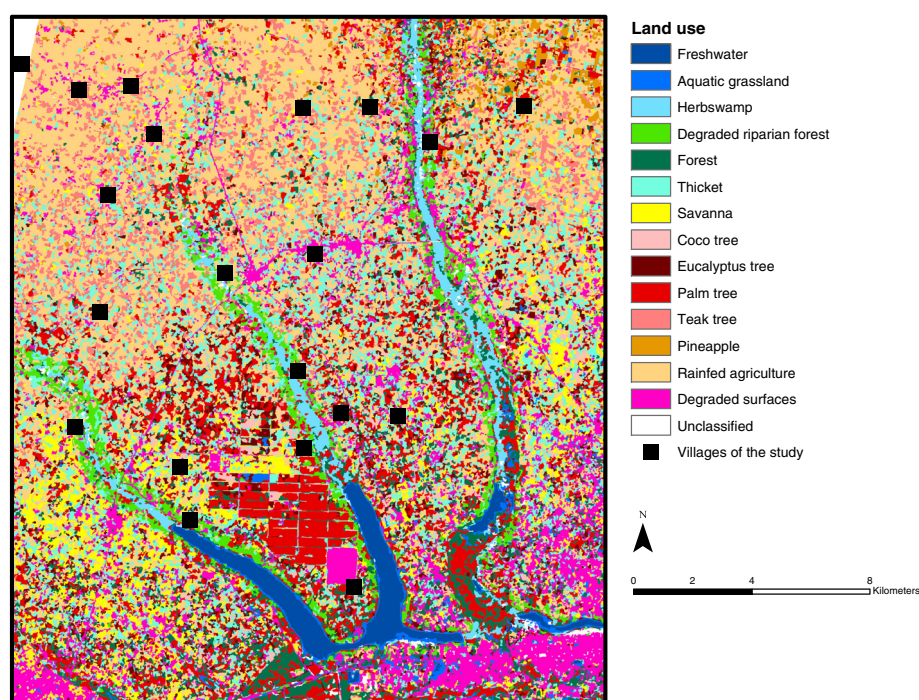 Land use
Freshwater
Aquatic grassland
Herbswamp
Degraded riparian forest
Forest
Thicket
Savanna
Coco tree
Eucalyptus tree
Palm tree
Teak tree
Pineapple
Rainfed agriculture
Degraded surfaces
Unclassified
Villages of the study
N
0 2 4 8
Kilometers